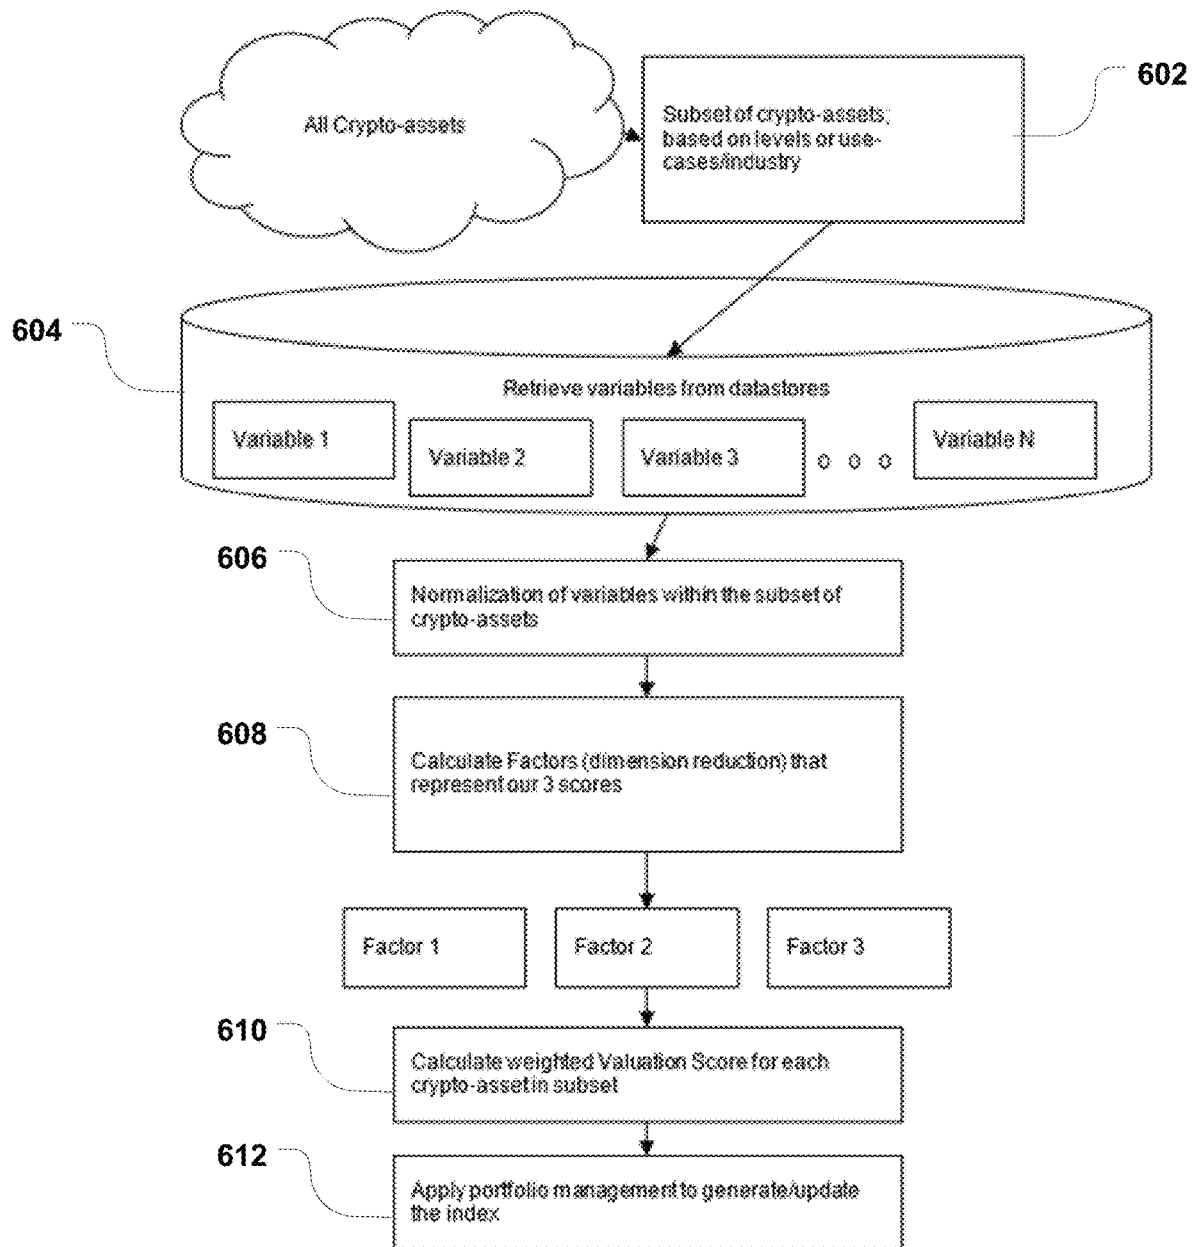 602
All Crypto-assets
Subset of crypto-assets;
based on levels or use-
cases/industry
604
Retrieve variables from datastores
Variable 1
Variable 2
Variable 3
o o o
Variable N
606
Normalization of variables within the subset of
crypto-assets
608
Calculate Factors (dimension reduction) that
represent our 3 scores
Factor 1
Factor 2
Factor 3
610
Calculate weighted Valuation Score for each
crypto-asset in subset
612
Apply portfolio management to generate/update
the index